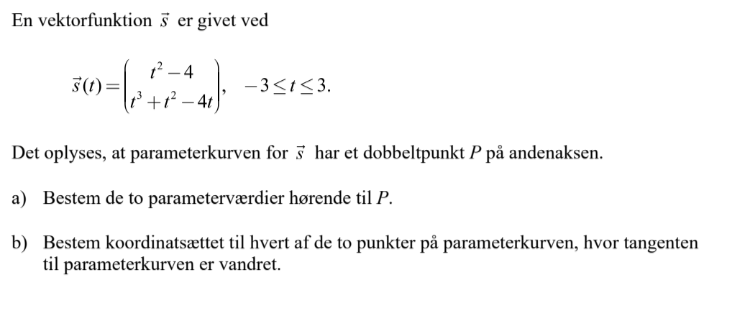 En vektorfunktion $\vec{s}$ er givet ved
$\vec{s}(t)=\begin{pmatrix} t^2-4 \\ t^3+t^2-4t \end{pmatrix}, \quad -3\leq t\leq 3.$
Det oplyses, at parameterkurven for $\vec{s}$ har et dobbeltpunkt P på andenaksen.
a) Bestem de to parameterværdier hørende til P.
b) Bestem koordinatsættet til hvert af de to punkter på parameterkurven, hvor tangenten
til parameterkurven er vandret.